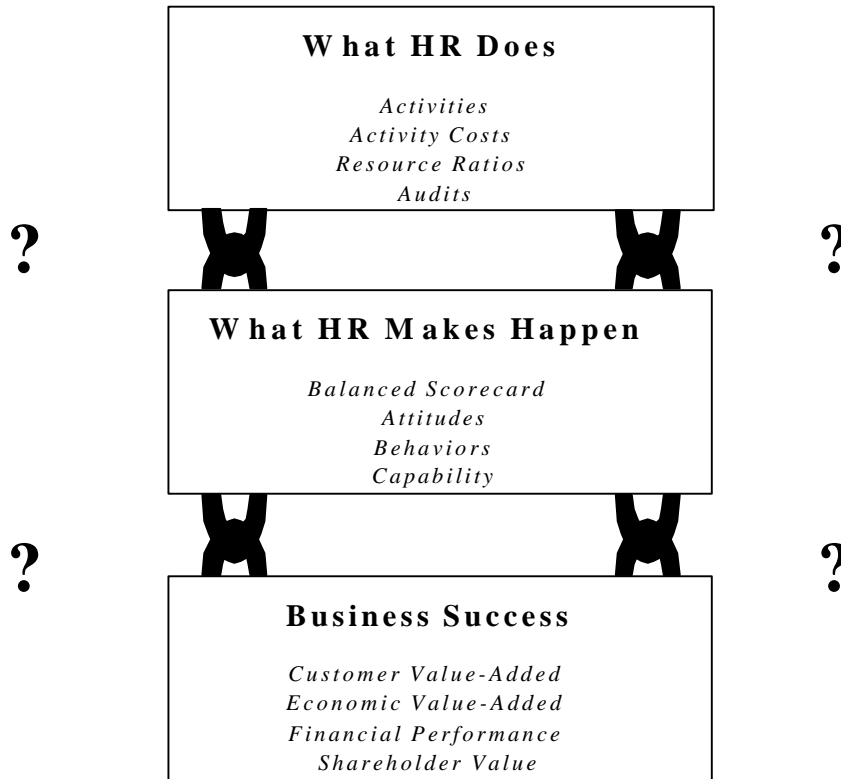 What HR Does
Activities
Activity Costs
Resource Ratios
Audits
? ?
What HR Makes Happen
Balanced Scorecard
Attitudes
Behaviors
Capability
? ?
Business Success
Customer Value-Added
Economic Value-Added
Financial Performance
Shareholder Value